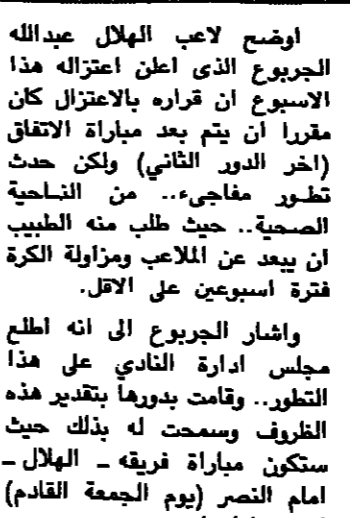 اوضح لاعب الهلال عبدالله
الجربوع الذى اعلن اعتزاله هذا
الاسبوع ان قراره بالاعتزال كان
مقررا ان يتم بعد مباراة الاتفاق
(اخر الدور الثاني) ولكن حدث
تطور مفاجىء.. من الناحية
الصحية.. حيث طلب منه الطبيب
ان يبعد عن الملاعب ومزاولة الكرة
فترة اسبوعين على الاقل.
واشار الجربوع الى انه اطلع
مجلس ادارة النادي على هذا
التطور.. وقامت بدورها بتقدير هذه
الظروف وسمحت له بذلك حيث
ستكون مباراة فريقه ـ الهلال ـ
امام النصر (يوم الجمعة القادم)